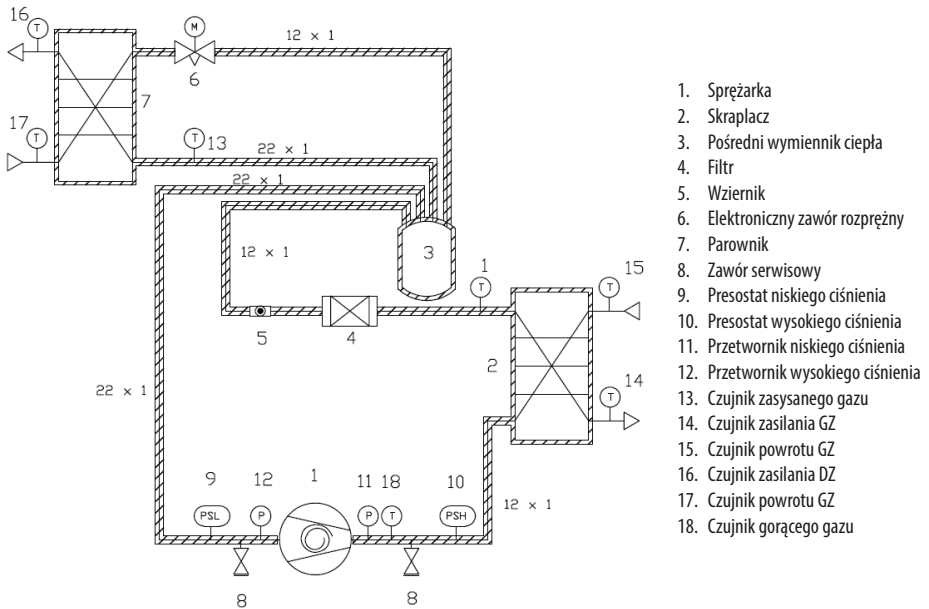 16
T
M
12 × 1
6
7
17
T
T
13
22 × 1
22 × 1
3
12 × 1
1
T
15
T
5
4
2
22 × 1
14
T
9
12
1
11
18
10
12 × 1
PSL
P
P
T
PSH
8
8
1. Sprężarka
2. Skraplacz
3. Pośredni wymiennik ciepła
4. Filtr
5. Wziernik
6. Elektroniczny zawór rozprężny
7. Parownik
8. Zawór serwisowy
9. Presostat niskiego ciśnienia
10. Presostat wysokiego ciśnienia
11. Przetwornik niskiego ciśnienia
12. Przetwornik wysokiego ciśnienia
13. Czujnik zasysanego gazu
14. Czujnik zasilania GZ
15. Czujnik powrotu GZ
16. Czujnik zasilania DZ
17. Czujnik powrotu GZ
18. Czujnik gorącego gazu